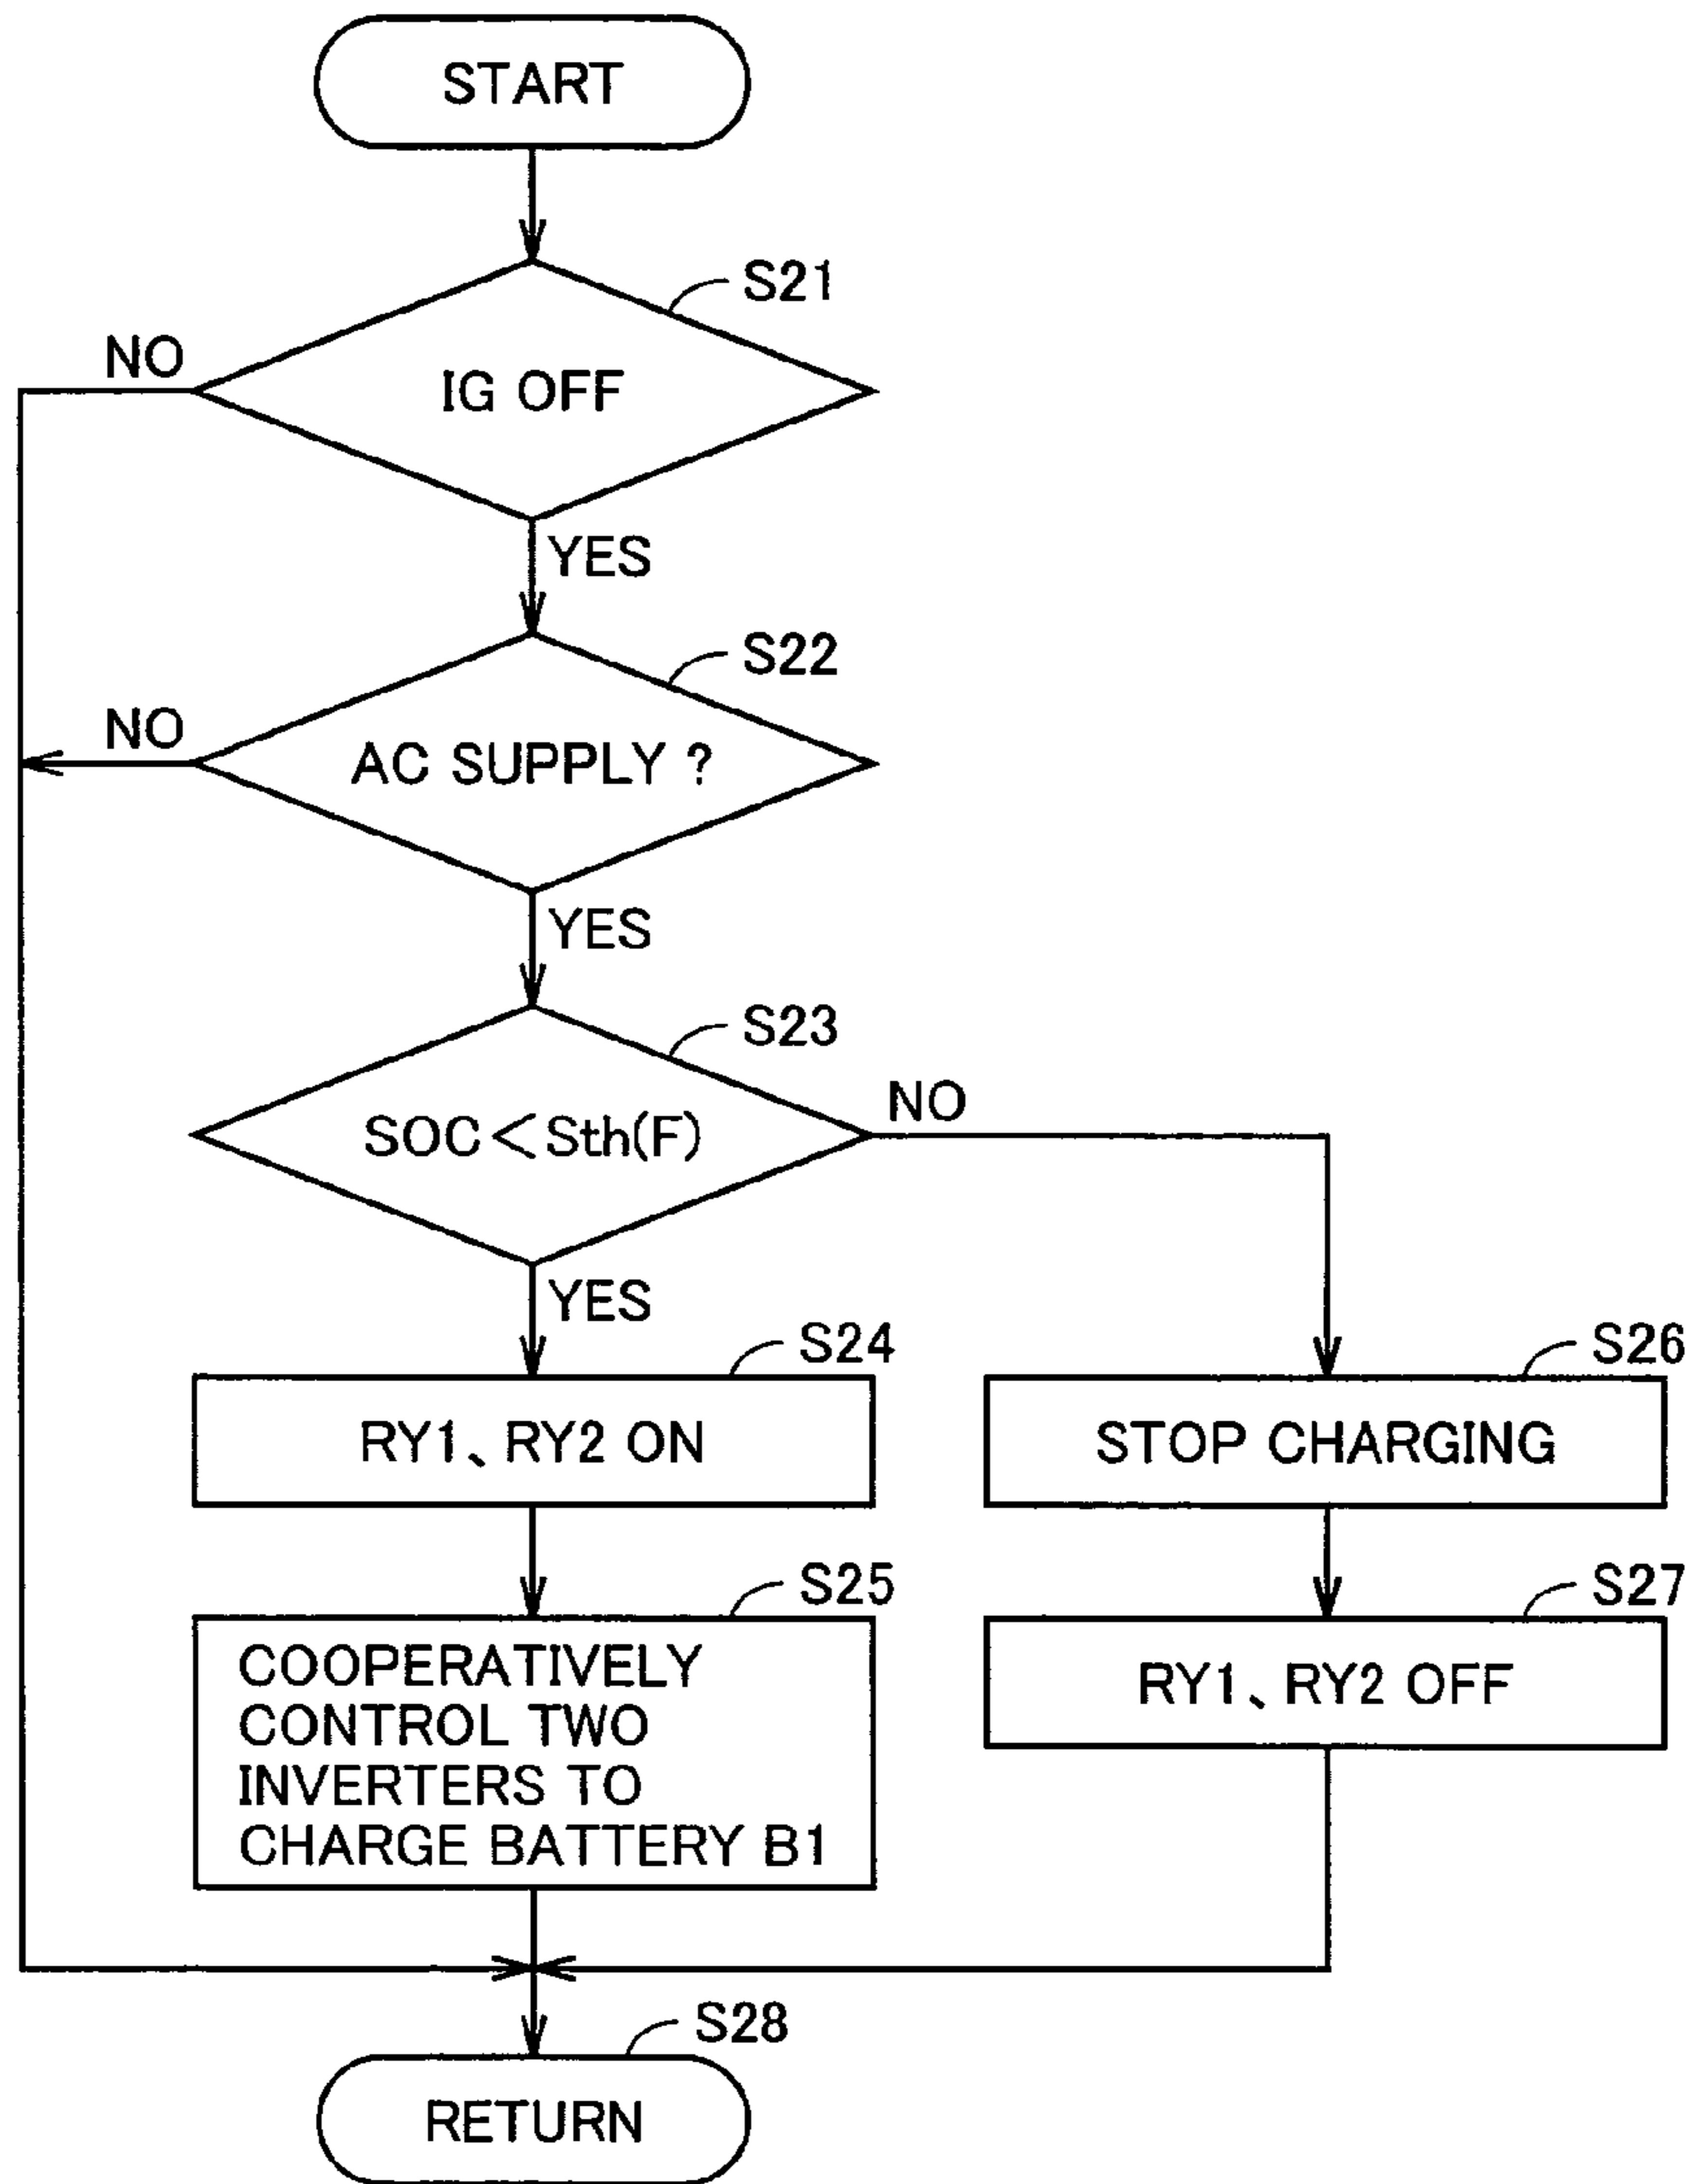 START
S21
NO
IG OFF
YES
S22
NO
AC SUPPLY ?
YES
S23
NO
SOC<Sth(F)
YES
S24
S26
RY1、RY2 ON
STOP CHARGING
S25
S27
COOPERATIVELY
CONTROL TWO
INVERTERS TO
CHARGE BATTERY B1
RY1、RY2 OFF
S28
RETURN